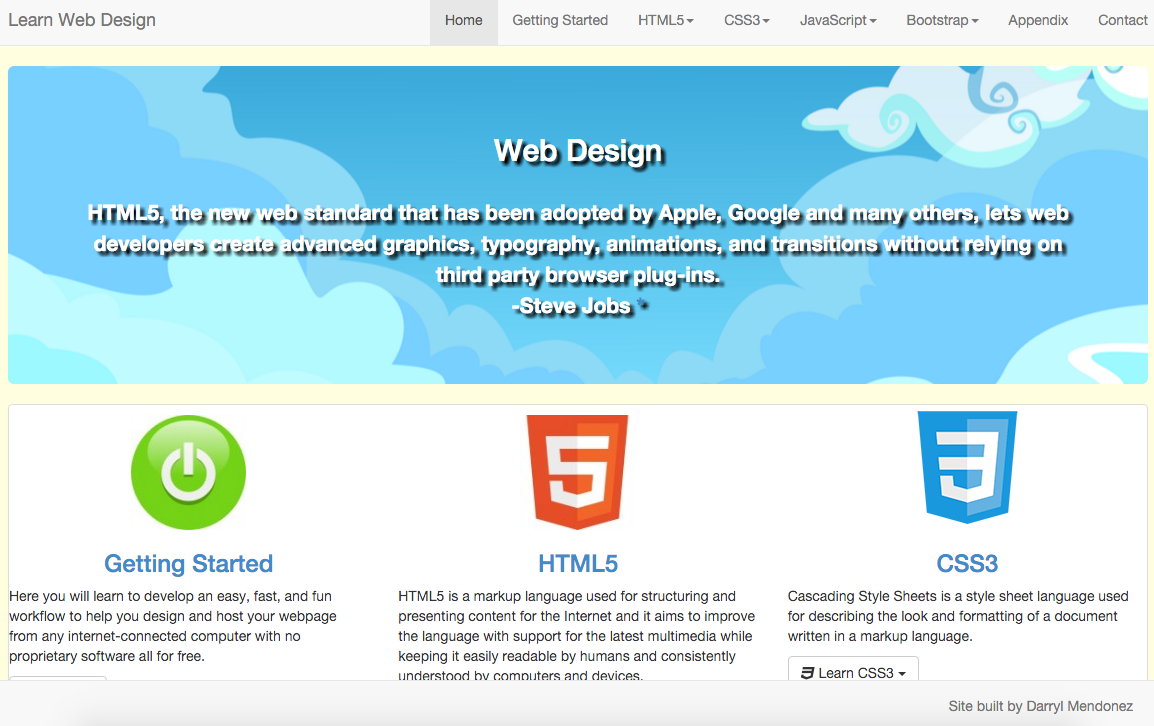 Learn Web Design
Home
Getting Started
HTML5
CSS3
JavaScript
Bootstrap
Appendix
Contact
Web Design
HTML5, the new web standard that has been adopted by Apple, Google and many others, lets web
developers create advanced graphics, typography, animations, and transitions without relying on
third party browser plug-ins.
-Steve Jobs *
5
3
Getting Started
Here you will learn to develop an easy, fast, and fun
workflow to help you design and host your webpage
from any internet-connected computer with no
proprietary software all for free.
HTML5
HTML5 is a markup language used for structuring and
presenting content for the Internet and it aims to improve
the language with support for the latest multimedia while
keeping it easily readable by humans and consistently
understood by computers and devices.
CSS3
Cascading Style Sheets is a style sheet language used
for describing the look and formatting of a document
written in a markup language.
Learn CSS3
Site built by Darryl Mendonez